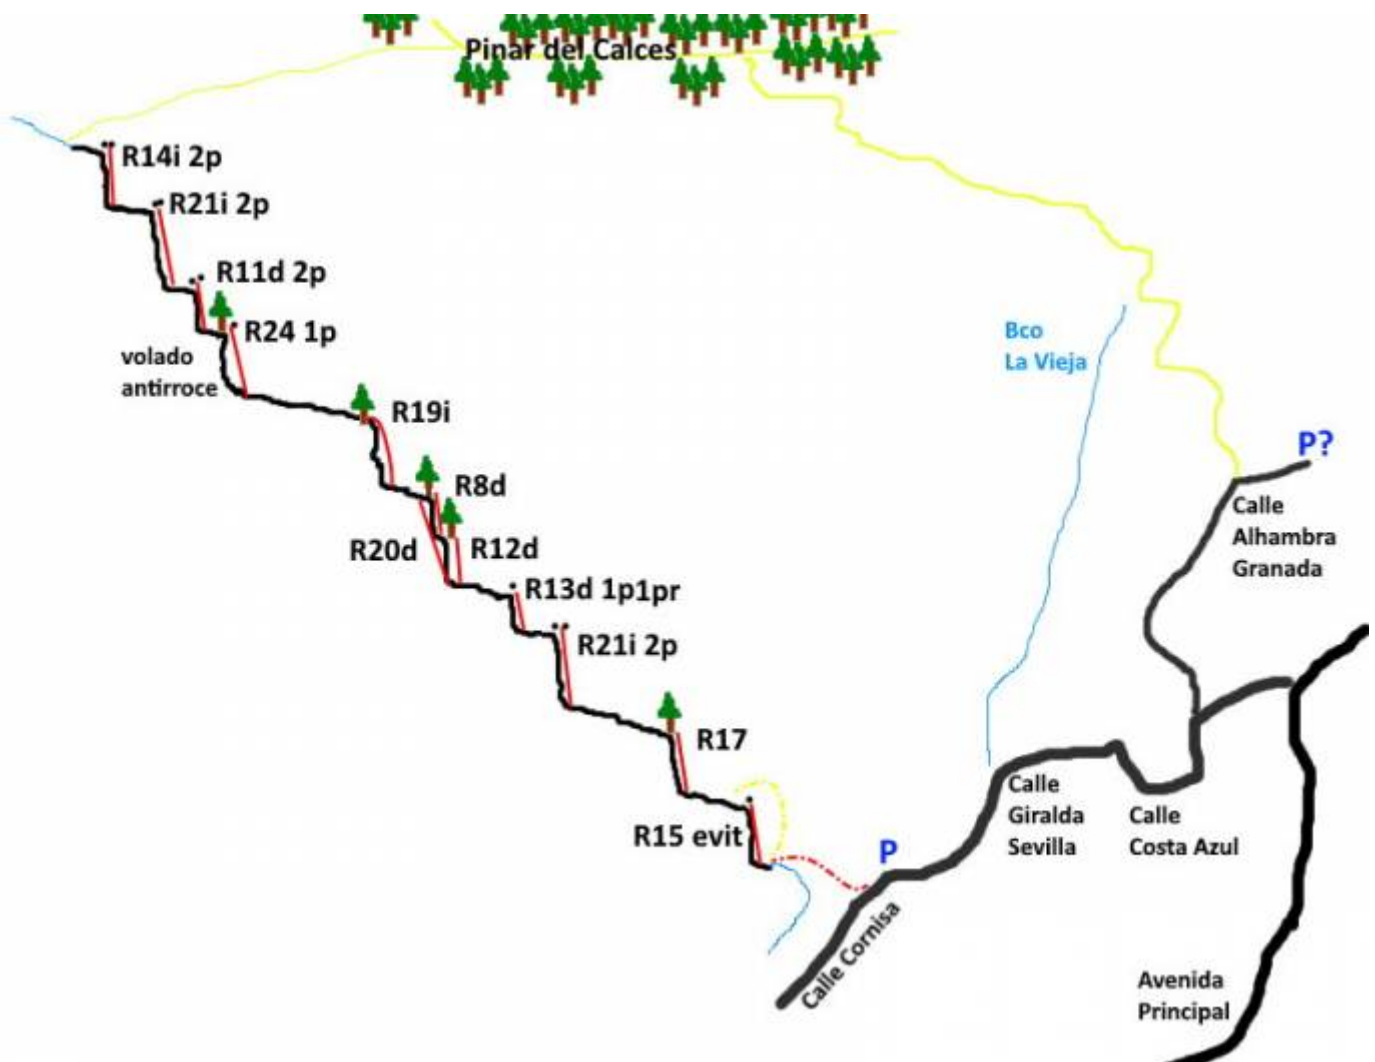 Pinar del Calces
R14i 2p
R21i 2p
R11d 2p
R24 1p
volado
antirroce
Bco
La Vieja
R19i
P?
R8d
Calle
Alhambra
Granada
R20d
R12d
R13d 1p1pr
R21i 2p
R17
Calle
Giralda
Sevilla
Calle
Costa Azul
R15 evit
P
Calle Cornisa
Avenida
Principal